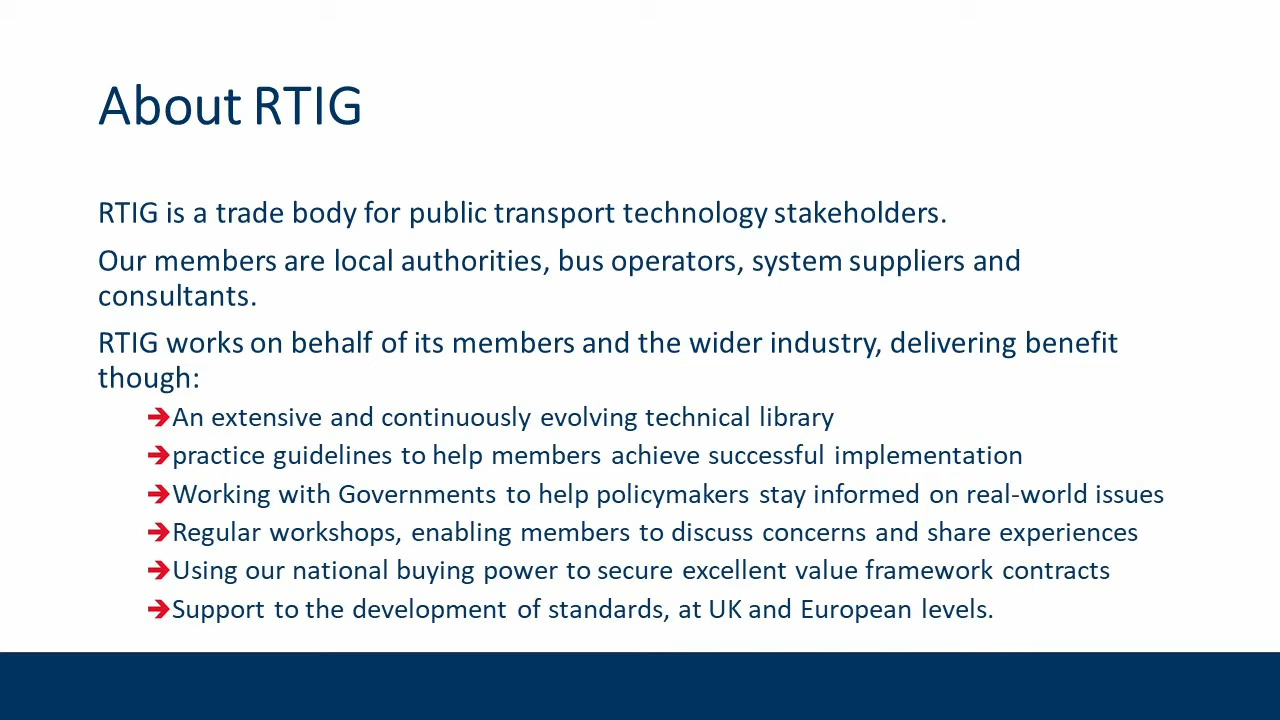 About RTIG
RTIG is a trade body for public transport technology stakeholders.
Our members are local authorities, bus operators, system suppliers and
consultants.
RTIG works on behalf of its members and the wider industry, delivering benefit
though:
➔An extensive and continuously evolving technical library
➔practice guidelines to help members achieve successful implementation
➔Working with Governments to help policymakers stay informed on real-world issues
➔Regular workshops, enabling members to discuss concerns and share experiences
➔Using our national buying power to secure excellent value framework contracts
➔Support to the development of standards, at UK and European levels.